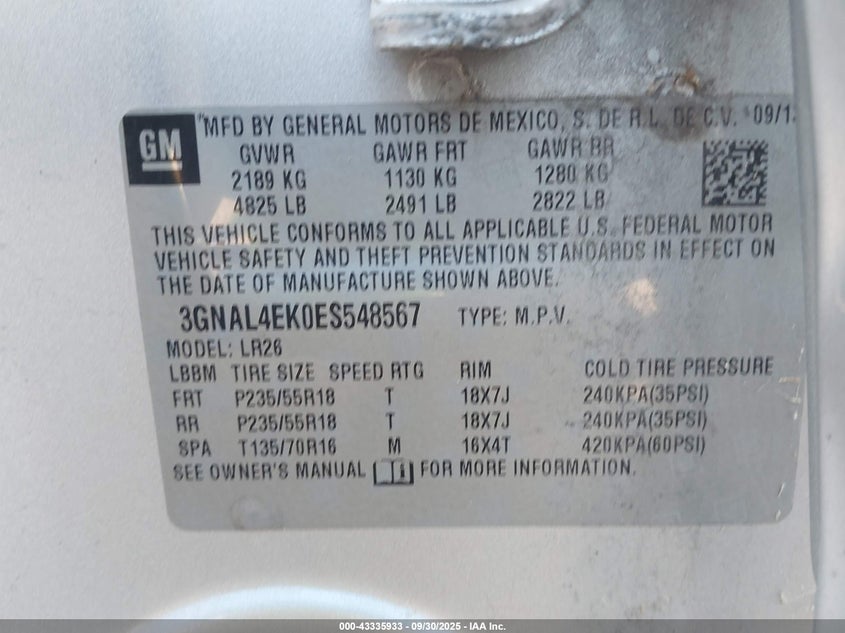 GM
"MFD BY GENERAL MOTORS DE MEXICO, S. DE R.L. DE C.V. 09/1
GVWR GAWR FRT GAWR RR
2189 KG 1130 KG 1280 KG
4825 LB 2491 LB 2822 LB
THIS VEHICLE CONFORMS TO ALL APPLICABLE U.S. FEDERAL MOTOR
VEHICLE SAFETY AND THEFT PREVENTION STANDARDS IN EFFECT ON
THE DATE OF MANUFACTURE SHOWN ABOVE.
3GNAL4EK0ES548567 TYPE: M.P.V.
MODEL: LR26
LBBM TIRE SIZE SPEED RTG RIM COLD TIRE PRESSURE
FRT P235/55R18 T 18X7J 240KPA(35PSI)
RR P235/55R18 T 18X7J 240KPA(35PSI)
SPA T135/70R16 M 16X4T 420KPA(60PSI)
SEE OWNER'S MANUAL FOR MORE INFORMATION.
000-43335933 - 09/30/2025 - IAA Inc.